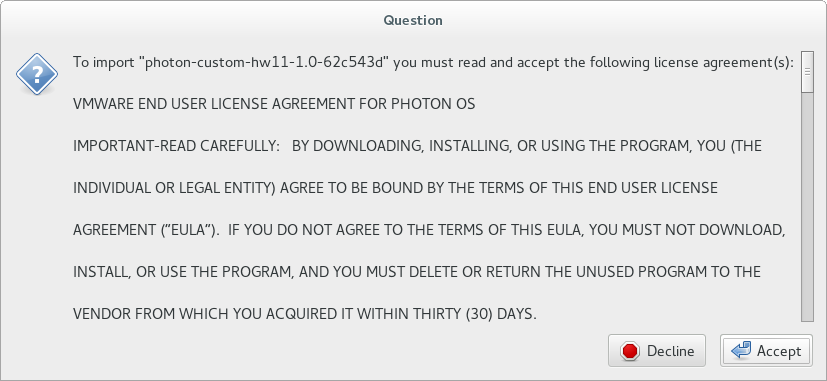 Question
To import "photon-custom-hw11-1.0-62c543d" you must read and accept the following license agreement(s):
VMWARE END USER LICENSE AGREEMENT FOR PHOTON OS
IMPORTANT-READ CAREFULLY:   BY DOWNLOADING, INSTALLING, OR USING THE PROGRAM, YOU (THE
INDIVIDUAL OR LEGAL ENTITY) AGREE TO BE BOUND BY THE TERMS OF THIS END USER LICENSE
AGREEMENT (“EULA”).  IF YOU DO NOT AGREE TO THE TERMS OF THIS EULA, YOU MUST NOT DOWNLOAD,
INSTALL, OR USE THE PROGRAM, AND YOU MUST DELETE OR RETURN THE UNUSED PROGRAM TO THE
VENDOR FROM WHICH YOU ACQUIRED IT WITHIN THIRTY (30) DAYS.
Decline
Accept